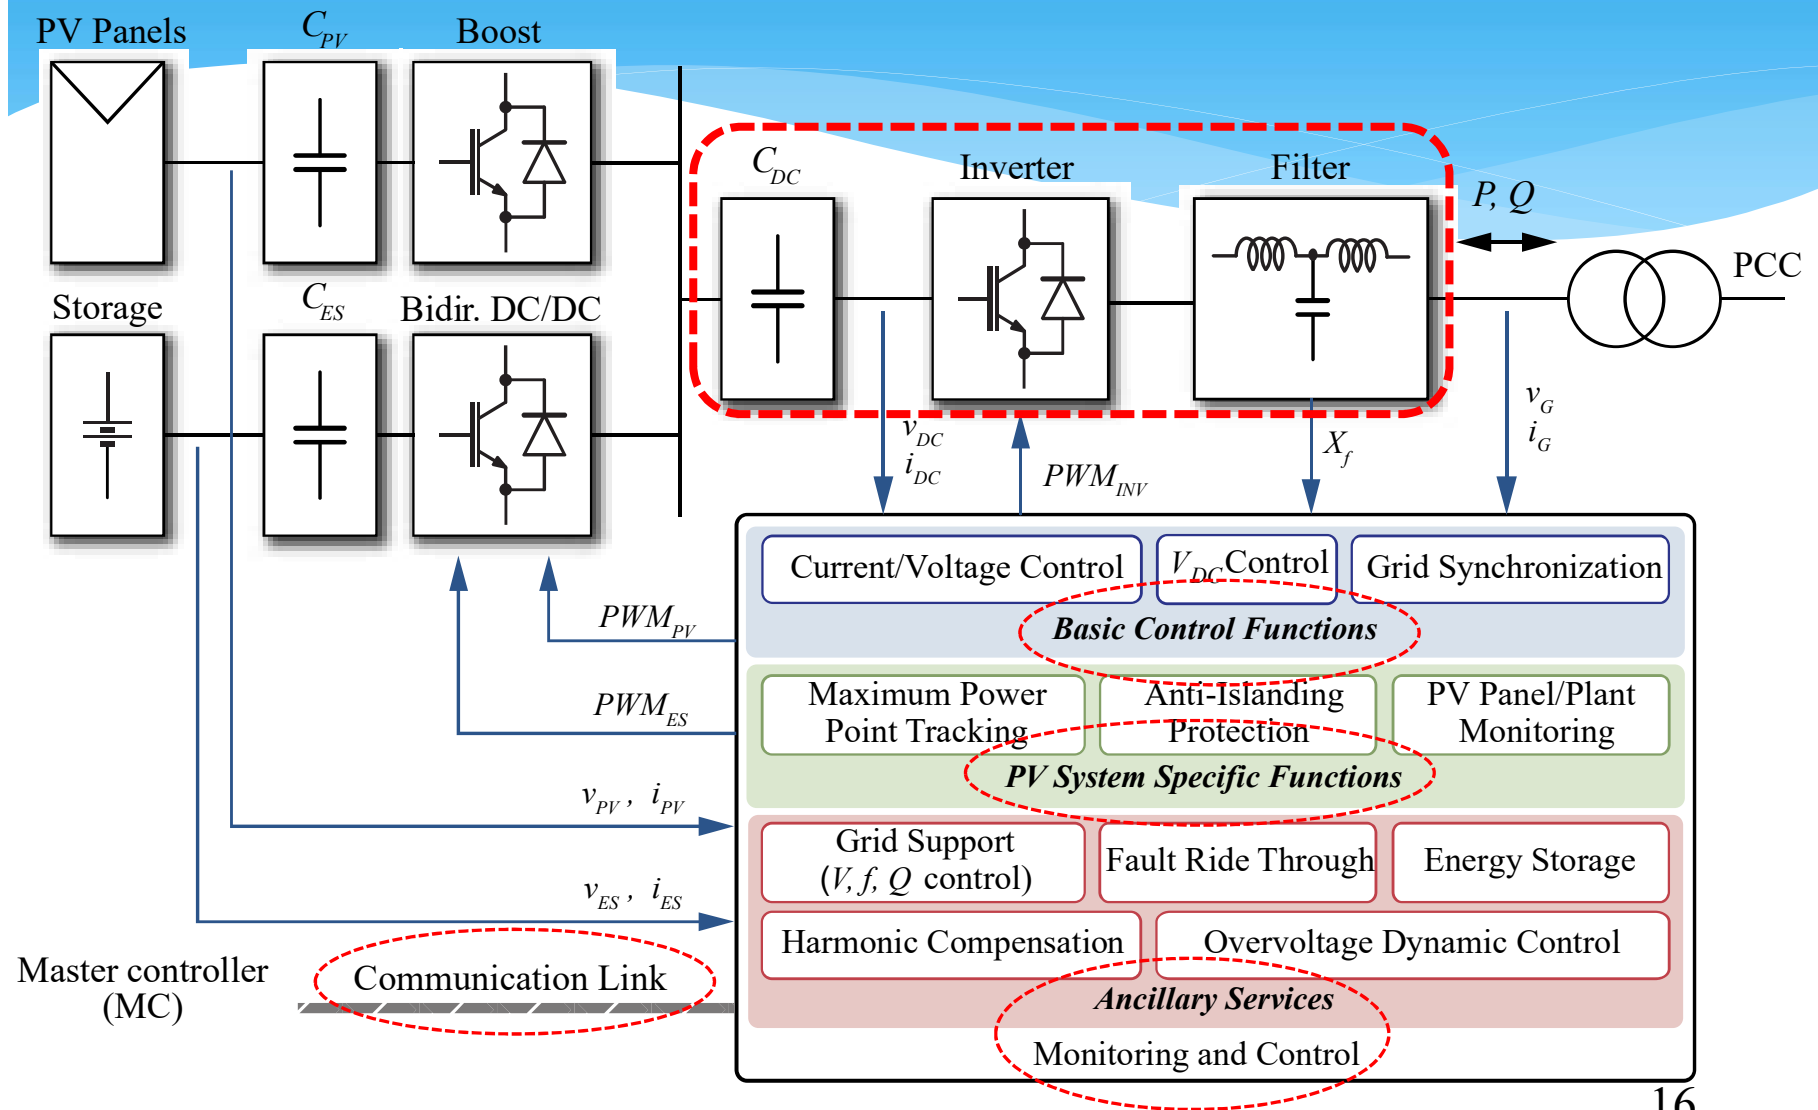 PV Panels
C_PV
Boost
C_DC
Inverter
Filter
P, Q
PCC
Storage
C_ES
Bidir. DC/DC
v_DC
i_DC
PWM_INV
X_f
v_G
i_G
Current/Voltage Control
V_DC Control
Grid Synchronization
Basic Control Functions
PWM_PV
PWM_ES
Maximum Power
Point Tracking
Anti-Islanding
Protection
PV Panel/Plant
Monitoring
PV System Specific Functions
v_PV , i_PV
v_ES , i_ES
Grid Support
(V, f, Q control)
Fault Ride Through
Energy Storage
Harmonic Compensation
Overvoltage Dynamic Control
Ancillary Services
Master controller
(MC)
Communication Link
Monitoring and Control
16